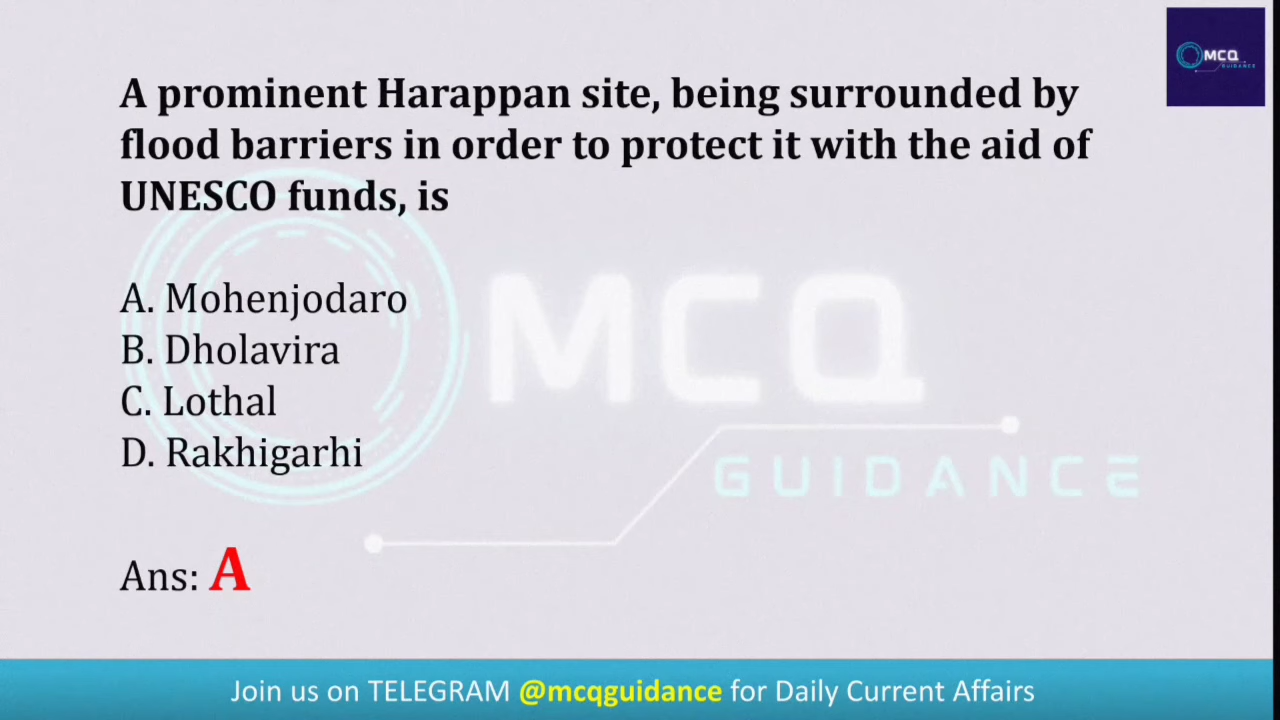 MCQ
GUIDANCE
A prominent Harappan site, being surrounded by
flood barriers in order to protect it with the aid of
UNESCO funds, is
A. Mohenjodaro
B. Dholavira
C. Lothal
D. Rakhigarhi
MCQ
GUIDANCE
Ans: A
Join us on TELEGRAM @mcqguidance for Daily Current Affairs